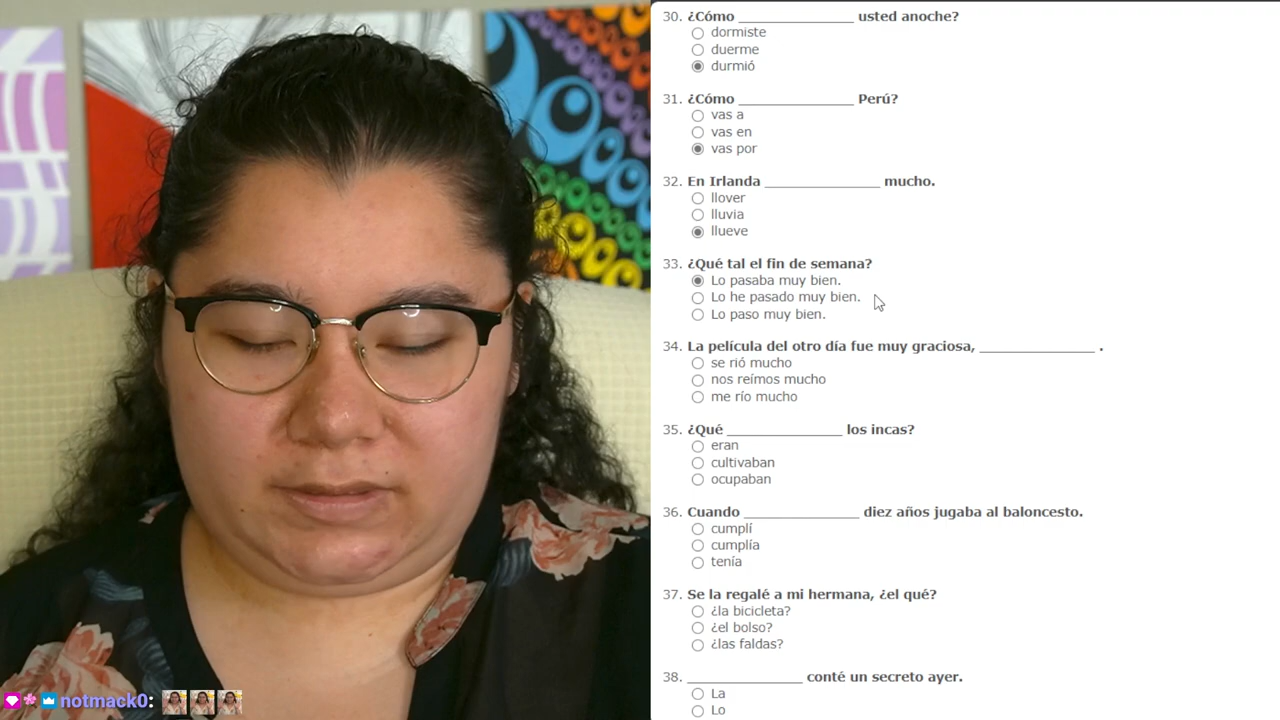 30. ¿Cómo _______________ usted anoche?
dormiste
duerme
durmió
31. ¿Cómo _______________ Perú?
vas a
vas en
vas por
32. En Irlanda _______________ mucho.
llover
lluvia
llueve
33. ¿Qué tal el fin de semana?
Lo pasaba muy bien.
Lo he pasado muy bien.
Lo paso muy bien.
34. La película del otro día fue muy graciosa, _______________ .
se rió mucho
nos reímos mucho
me río mucho
35. ¿Qué _______________ los incas?
eran
cultivaban
ocupaban
36. Cuando _______________ diez años jugaba al baloncesto.
cumplí
cumplía
tenía
37. Se la regalé a mi hermana, ¿el qué?
¿la bicicleta?
¿el bolso?
¿las faldas?
38. _______________ conté un secreto ayer.
La
Lo
notmack0: